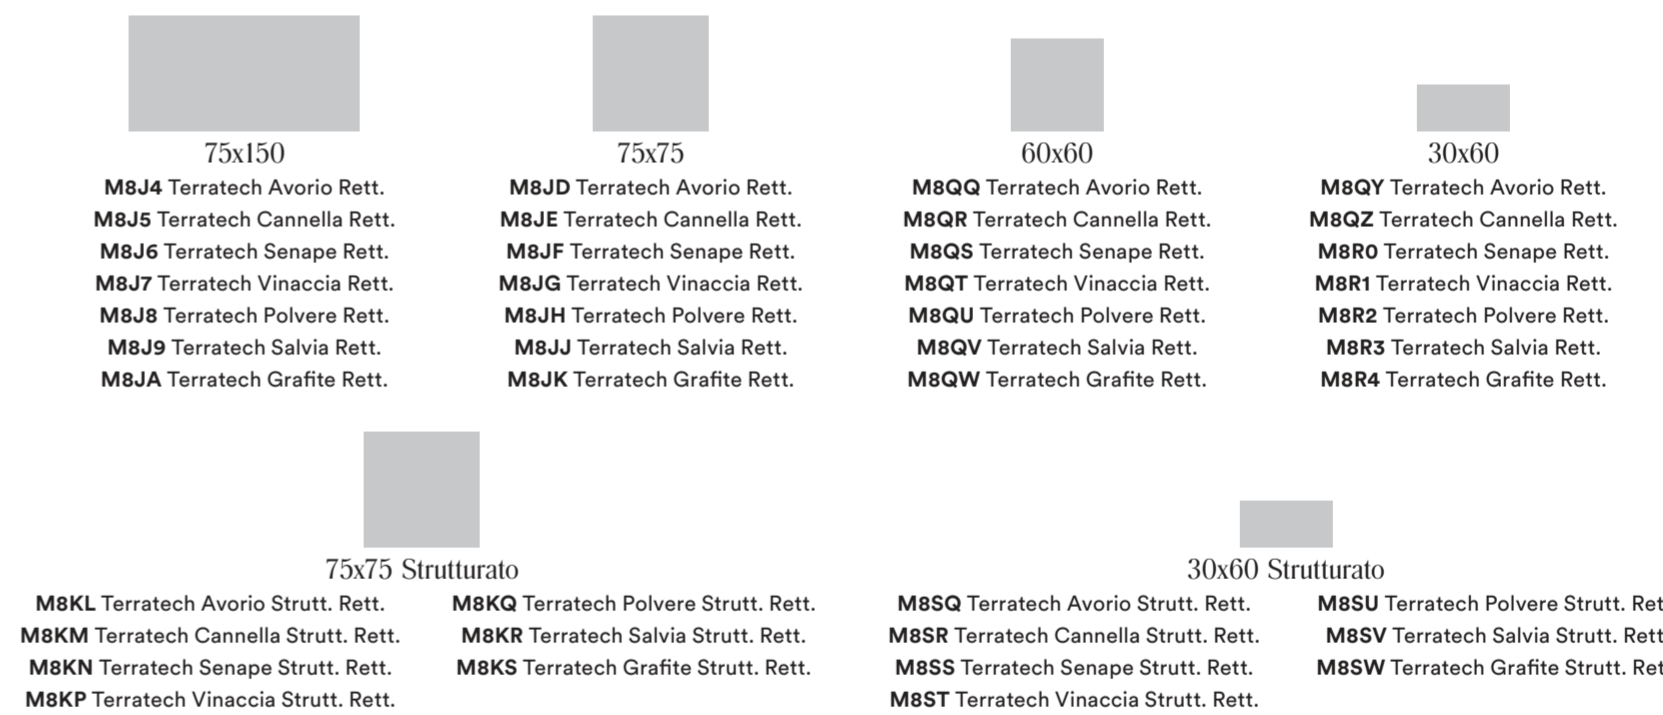 75x150
M8J4 Terratech Avorio Rett.
M8J5 Terratech Cannella Rett.
M8J6 Terratech Senape Rett.
M8J7 Terratech Vinaccia Rett.
M8J8 Terratech Polvere Rett.
M8J9 Terratech Salvia Rett.
M8JA Terratech Grafite Rett.
75x75
M8JD Terratech Avorio Rett.
M8JE Terratech Cannella Rett.
M8JF Terratech Senape Rett.
M8JG Terratech Vinaccia Rett.
M8JH Terratech Polvere Rett.
M8JJ Terratech Salvia Rett.
M8JK Terratech Grafite Rett.
60x60
M8QQ Terratech Avorio Rett.
M8QR Terratech Cannella Rett.
M8QS Terratech Senape Rett.
M8QT Terratech Vinaccia Rett.
M8QU Terratech Polvere Rett.
M8QV Terratech Salvia Rett.
M8QW Terratech Grafite Rett.
30x60
M8QY Terratech Avorio Rett.
M8QZ Terratech Cannella Rett.
M8R0 Terratech Senape Rett.
M8R1 Terratech Vinaccia Rett.
M8R2 Terratech Polvere Rett.
M8R3 Terratech Salvia Rett.
M8R4 Terratech Grafite Rett.
75x75 Strutturato
M8KL Terratech Avorio Strutt. Rett.
M8KM Terratech Cannella Strutt. Rett.
M8KN Terratech Senape Strutt. Rett.
M8KP Terratech Vinaccia Strutt. Rett.
M8KQ Terratech Polvere Strutt. Rett.
M8KR Terratech Salvia Strutt. Rett.
M8KS Terratech Grafite Strutt. Rett.
30x60 Strutturato
M8SQ Terratech Avorio Strutt. Rett.
M8SR Terratech Cannella Strutt. Rett.
M8SS Terratech Senape Strutt. Rett.
M8ST Terratech Vinaccia Strutt. Rett.
M8SU Terratech Polvere Strutt. Ret
M8SV Terratech Salvia Strutt. Rett
M8SW Terratech Grafite Strutt. Ret